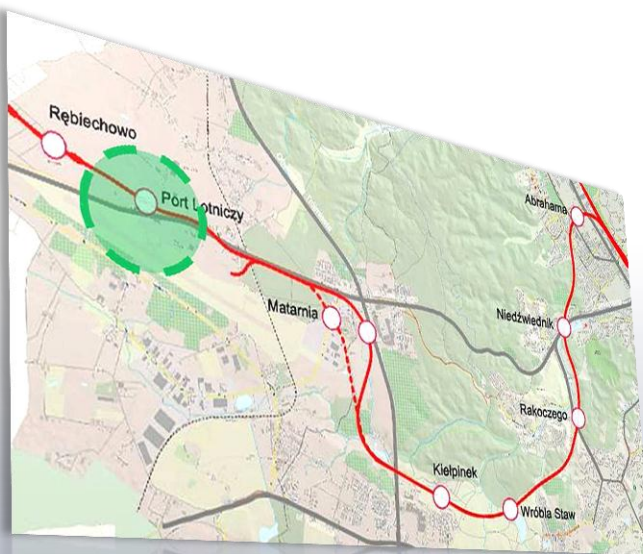 Rębiechowo
Port Lotniczy
Abrahama
Matarnia
Niedźwiednik
Rakoczego
Kiełpinek
Wróbla Staw